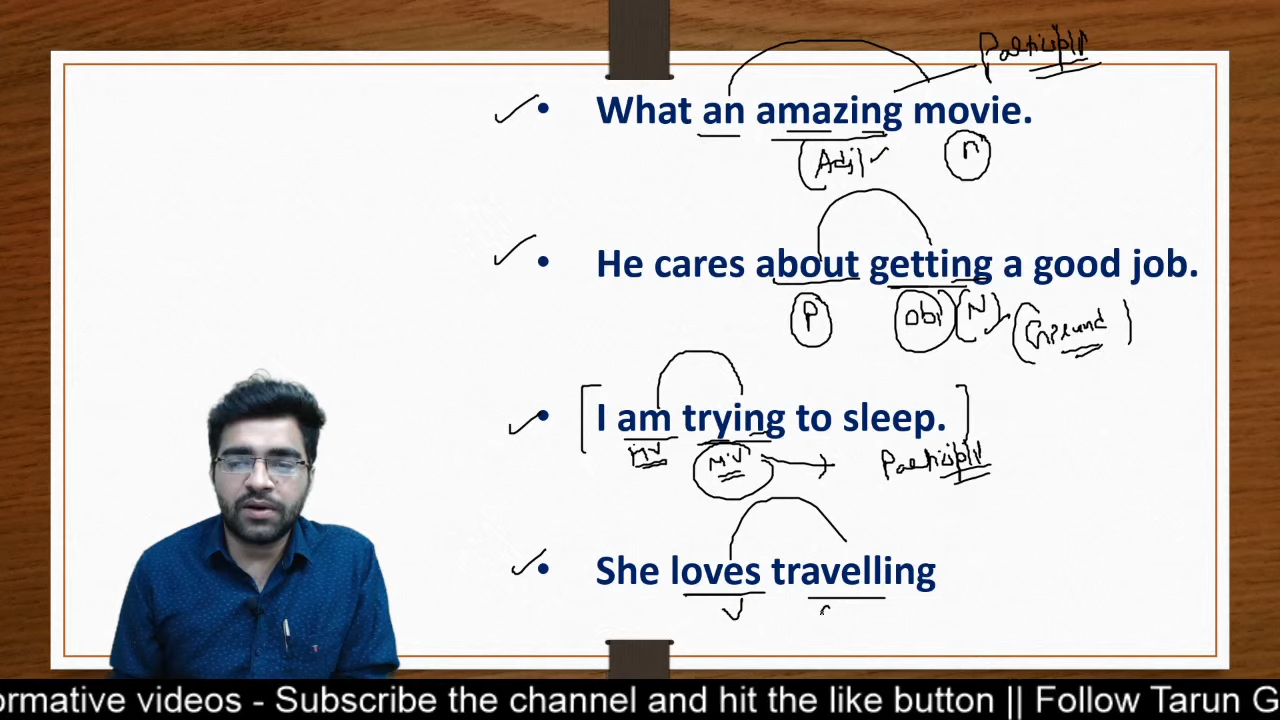 Participle
• What an amazing movie.
(Adj) n
• He cares about getting a good job.
P obj (N) (Gerund)
• [I am trying to sleep.]
HV M.V → Participle
• She loves travelling
V
ormative videos - Subscribe the channel and hit the like button || Follow Tarun G